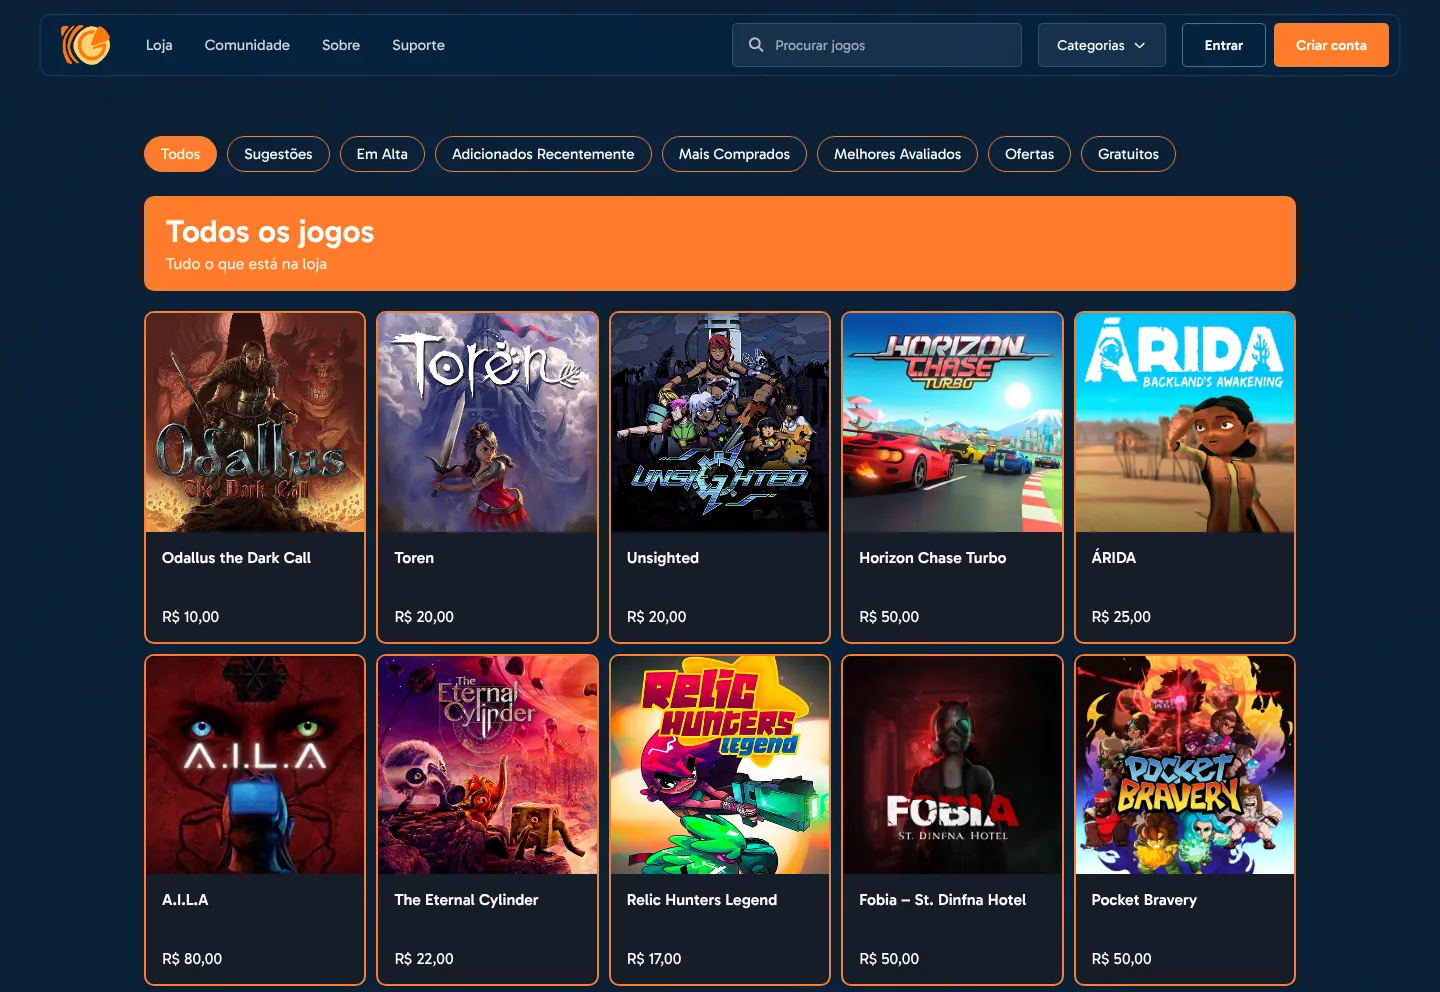 Loja
Comunidade
Sobre
Suporte
Procurar jogos
Categorias
Entrar
Criar conta
Todos
Sugestões
Em Alta
Adicionados Recentemente
Mais Comprados
Melhores Avaliados
Ofertas
Gratuitos
Todos os jogos
Tudo o que está na loja
Odallus
The Dark Call
Toren
UNSIGHTED
HORIZON
CHASE
TURBO
ÁRIDA
BACKLAND'S AWAKENING
Odallus the Dark Call
Toren
Unsighted
Horizon Chase Turbo
ÁRIDA
R$ 10,00
R$ 20,00
R$ 20,00
R$ 50,00
R$ 25,00
A.I.L.A
The
Eternal
Cylinder
RELIC
HUNTERS
LEGEND
FOBIA
ST. DINFNA HOTEL
POCKET
BRAVERY
A.I.L.A
The Eternal Cylinder
Relic Hunters Legend
Fobia – St. Dinfna Hotel
Pocket Bravery
R$ 80,00
R$ 22,00
R$ 17,00
R$ 50,00
R$ 50,00